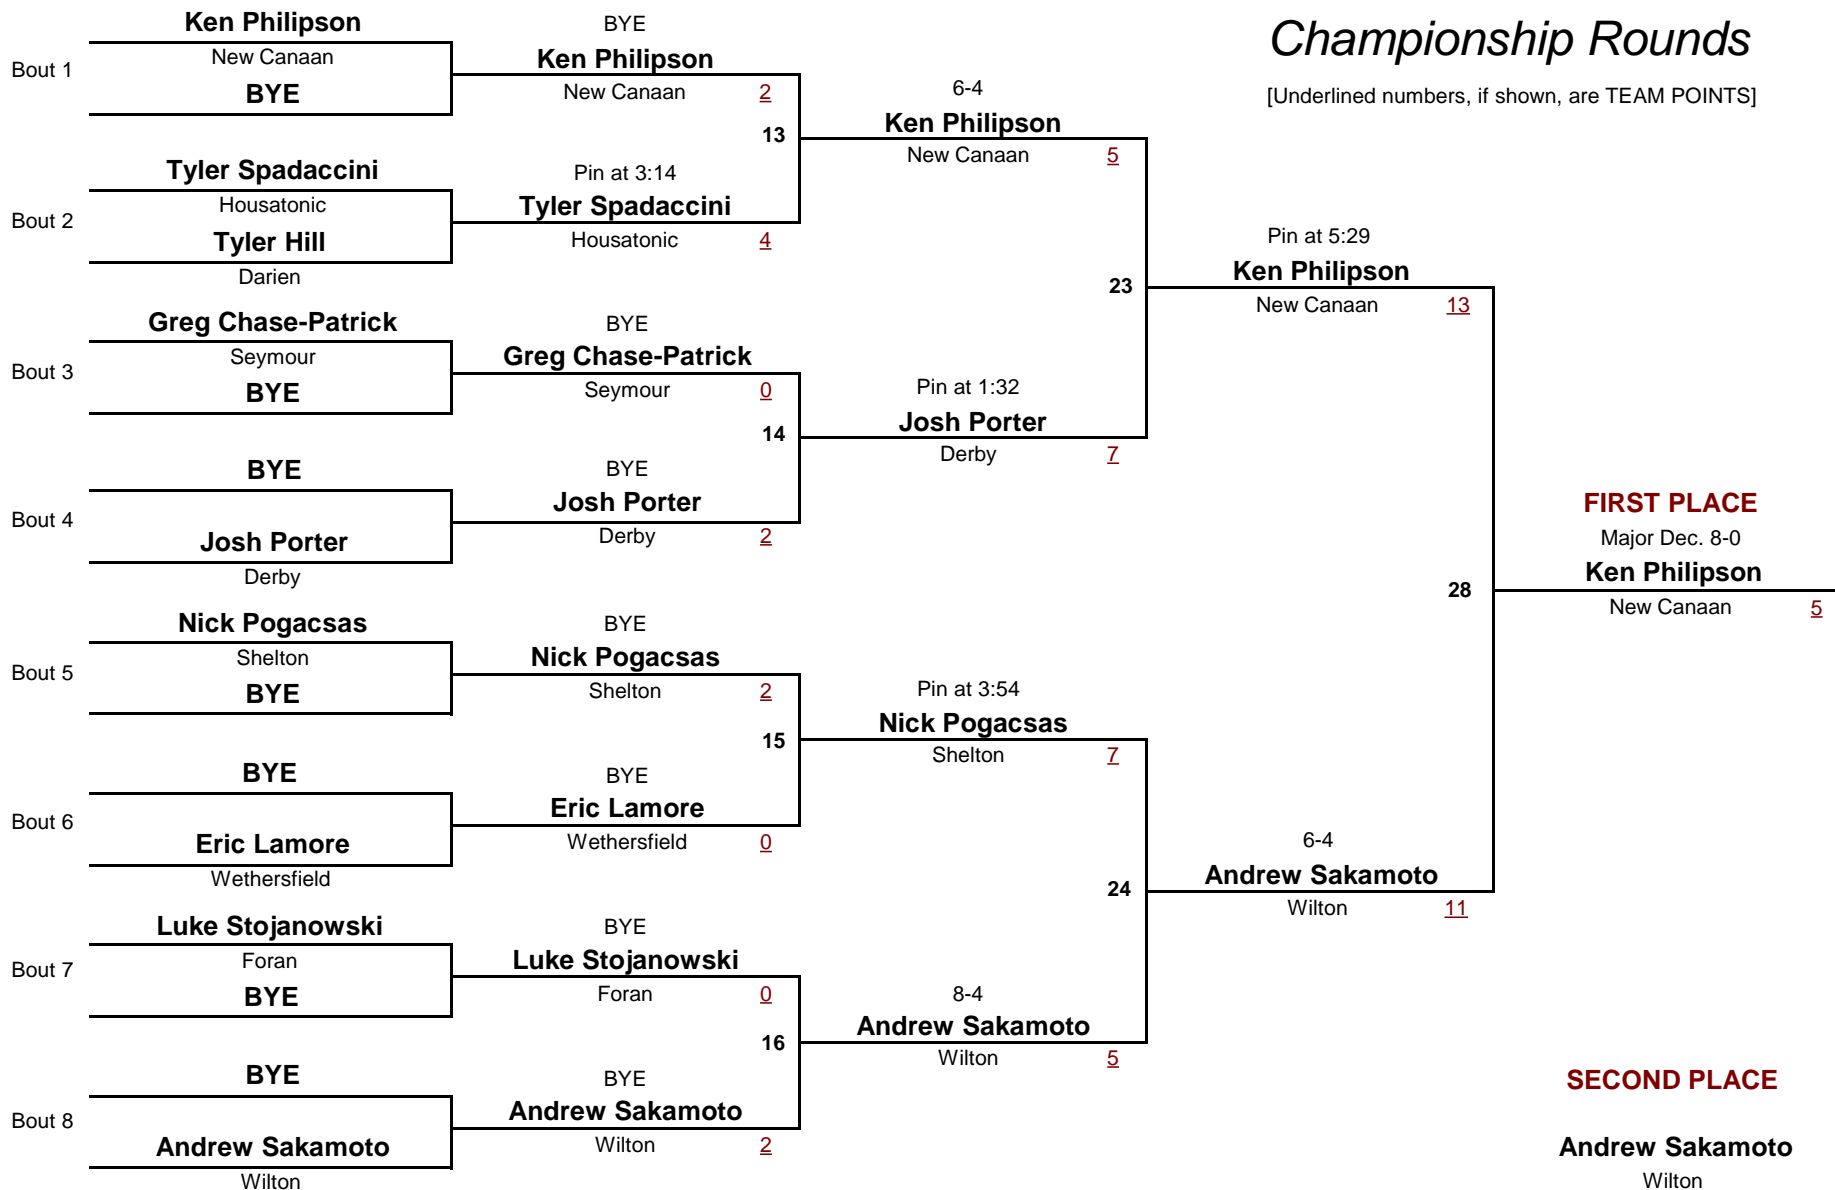 Championship Rounds
[Underlined numbers, if shown, are TEAM POINTS]
Bout 1
Ken Philipson
New Canaan
BYE
Bout 2
Tyler Spadaccini
Housatonic
Tyler Hill
Darien
Bout 3
Greg Chase-Patrick
Seymour
BYE
Bout 4
BYE
Josh Porter
Derby
Bout 5
Nick Pogacsas
Shelton
BYE
Bout 6
BYE
Eric Lamore
Wethersfield
Bout 7
Luke Stojanowski
Foran
BYE
Bout 8
BYE
Andrew Sakamoto
Wilton
BYE
Ken Philipson
New Canaan 2
13
Pin at 3:14
Tyler Spadaccini
Housatonic 4
BYE
Greg Chase-Patrick
Seymour 0
14
BYE
Josh Porter
Derby 2
BYE
Nick Pogacsas
Shelton 2
15
BYE
Eric Lamore
Wethersfield 0
BYE
Luke Stojanowski
Foran 0
16
BYE
Andrew Sakamoto
Wilton 2
6-4
Ken Philipson
New Canaan 5
23
Pin at 1:32
Josh Porter
Derby 7
Pin at 3:54
Nick Pogacsas
Shelton 7
24
8-4
Andrew Sakamoto
Wilton 5
Pin at 5:29
Ken Philipson
New Canaan 13
28
6-4
Andrew Sakamoto
Wilton 11
FIRST PLACE
Major Dec. 8-0
Ken Philipson
New Canaan 5
SECOND PLACE
Andrew Sakamoto
Wilton